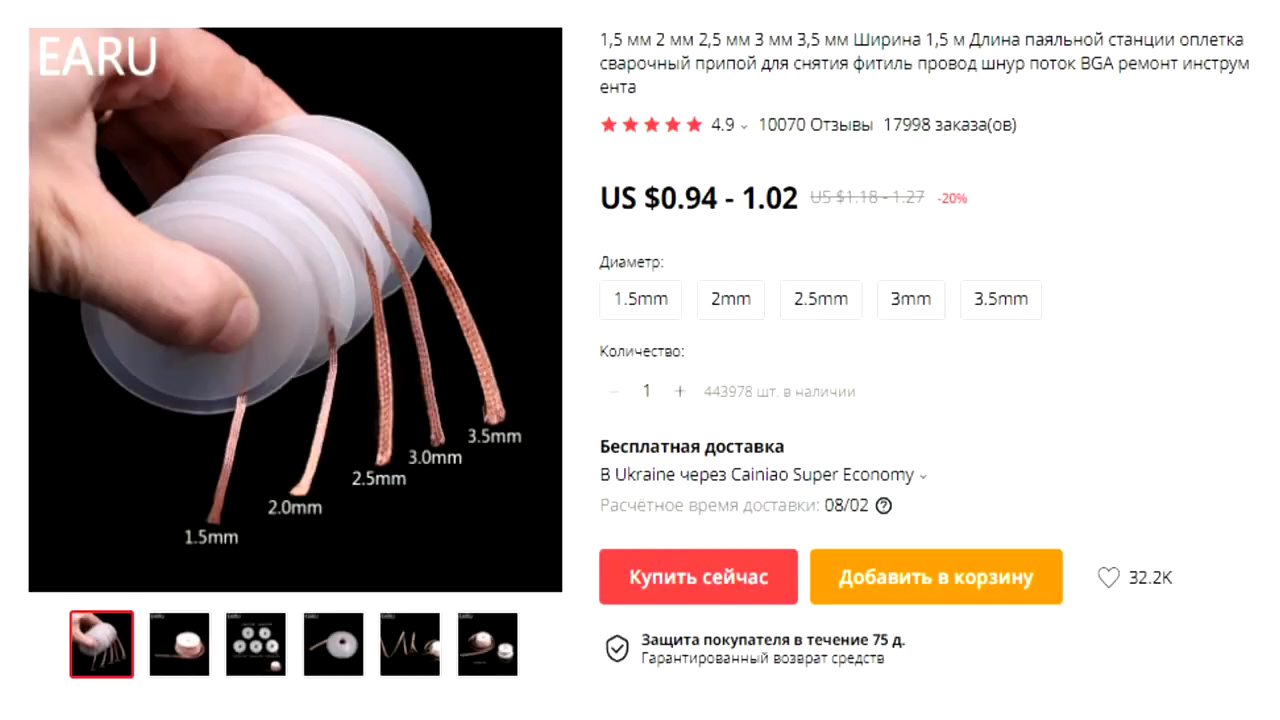 EARU
1.5mm
2.0mm
2.5mm
3.0mm
3.5mm
1,5 мм 2 мм 2,5 мм 3 мм 3,5 мм Ширина 1,5 м Длина паяльной станции оплетка
сварочный припой для снятия фитиль провод шнур поток BGA ремонт инструм
ента
4.9 10070 Отзывы 17998 заказа(ов)
US $0.94 - 1.02 US $1.18 - 1.27 -20%
Диаметр:
1.5mm 2mm 2.5mm 3mm 3.5mm
Количество:
− 1 + 443978 шт. в наличии
Бесплатная доставка
В Ukraine через Cainiao Super Economy
Расчётное время доставки: 08/02 ?
Купить сейчас Добавить в корзину 32.2K
Защита покупателя в течение 75 д.
Гарантированный возврат средств